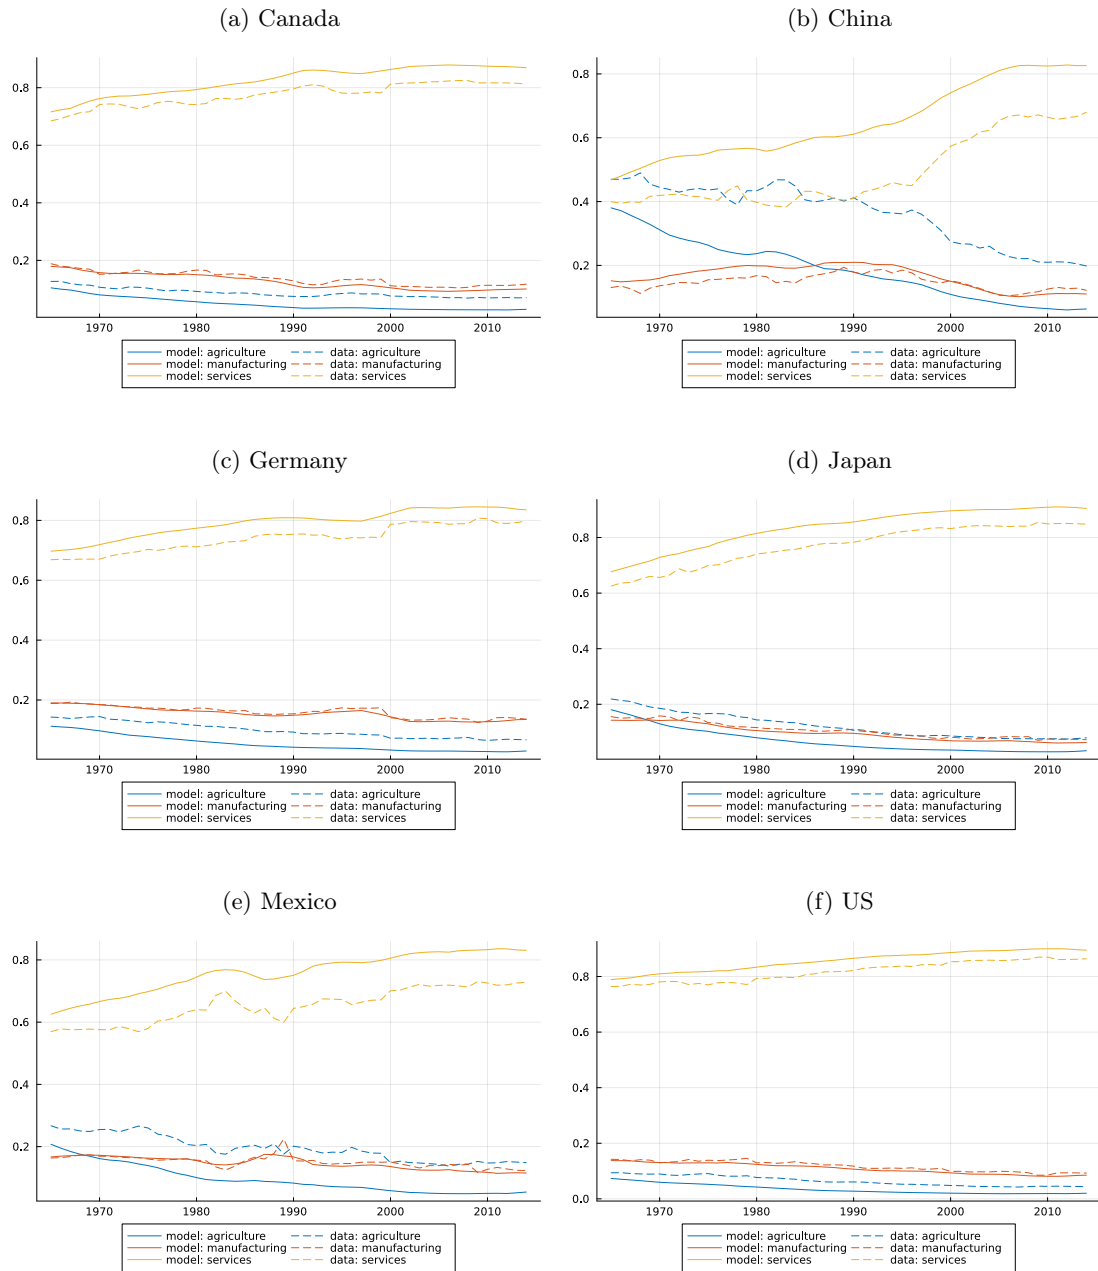 (a) Canada
0.8
0.6
0.4
0.2
1970 1980 1990 2000 2010
model: agriculture data: agriculture
model: manufacturing data: manufacturing
model: services data: services
(b) China
0.8
0.6
0.4
0.2
1970 1980 1990 2000 2010
model: agriculture data: agriculture
model: manufacturing data: manufacturing
model: services data: services
(c) Germany
0.8
0.6
0.4
0.2
1970 1980 1990 2000 2010
model: agriculture data: agriculture
model: manufacturing data: manufacturing
model: services data: services
(d) Japan
0.8
0.6
0.4
0.2
1970 1980 1990 2000 2010
model: agriculture data: agriculture
model: manufacturing data: manufacturing
model: services data: services
(e) Mexico
0.8
0.6
0.4
0.2
1970 1980 1990 2000 2010
model: agriculture data: agriculture
model: manufacturing data: manufacturing
model: services data: services
(f) US
0.8
0.6
0.4
0.2
0.0
1970 1980 1990 2000 2010
model: agriculture data: agriculture
model: manufacturing data: manufacturing
model: services data: services